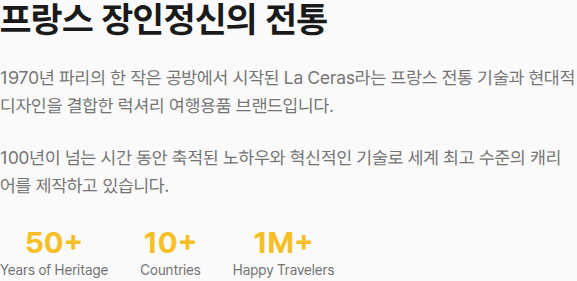 프랑스 장인정신의 전통
1970년 파리의 한 작은 공방에서 시작된 La Ceras라는 프랑스 전통 기술과 현대적
디자인을 결합한 럭셔리 여행용품 브랜드입니다.
100년이 넘는 시간 동안 축적된 노하우와 혁신적인 기술로 세계 최고 수준의 캐리
어를 제작하고 있습니다.
50+ 10+ 1M+
Years of Heritage Countries Happy Travelers